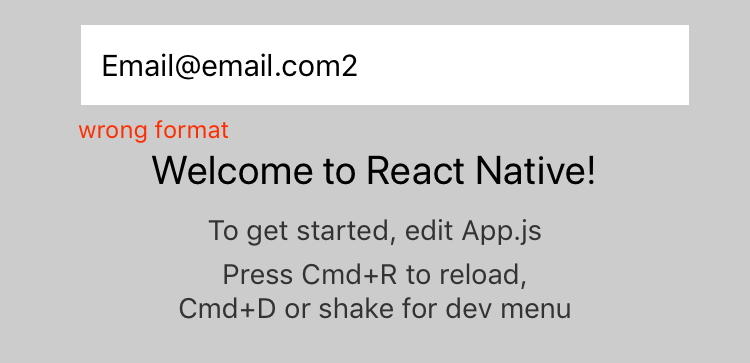 Email@email.com2
wrong format
Welcome to React Native!
To get started, edit App.js
Press Cmd+R to reload,
Cmd+D or shake for dev menu